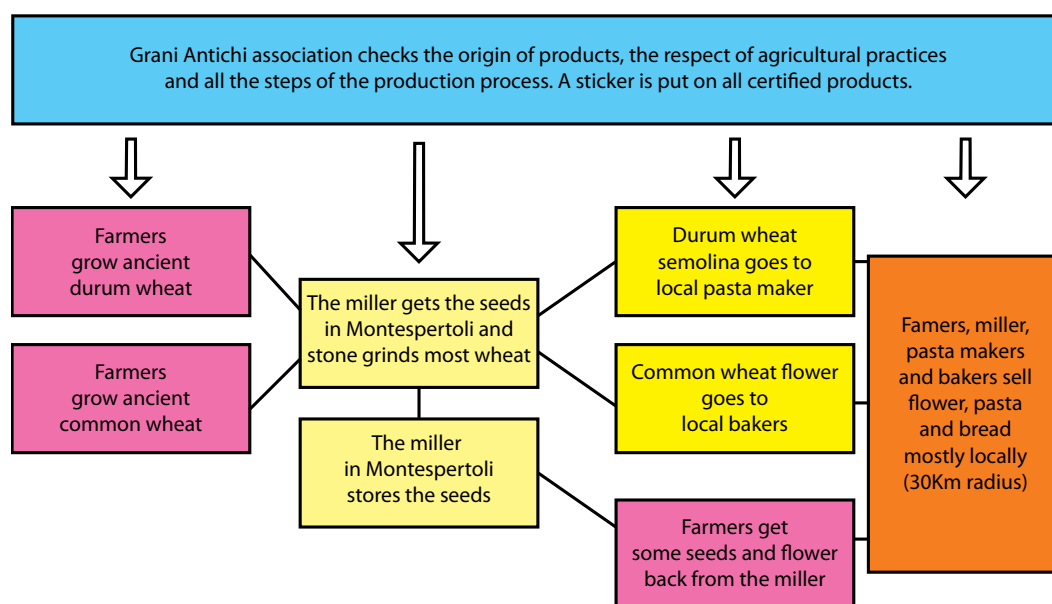 Grani Antichi association checks the origin of products, the respect of agricultural practices
and all the steps of the production process. A sticker is put on all certified products.
Farmers
grow ancient
durum wheat
Farmers
grow ancient
common wheat
The miller gets the seeds
in Montespertoli and
stone grinds most wheat
The miller
in Montespertoli
stores the seeds
Durum wheat
semolina goes to
local pasta maker
Common wheat flower
goes to
local bakers
Farmers get
some seeds and flower
back from the miller
Famers, miller,
pasta makers
and bakers sell
flower, pasta
and bread
mostly locally
(30Km radius)